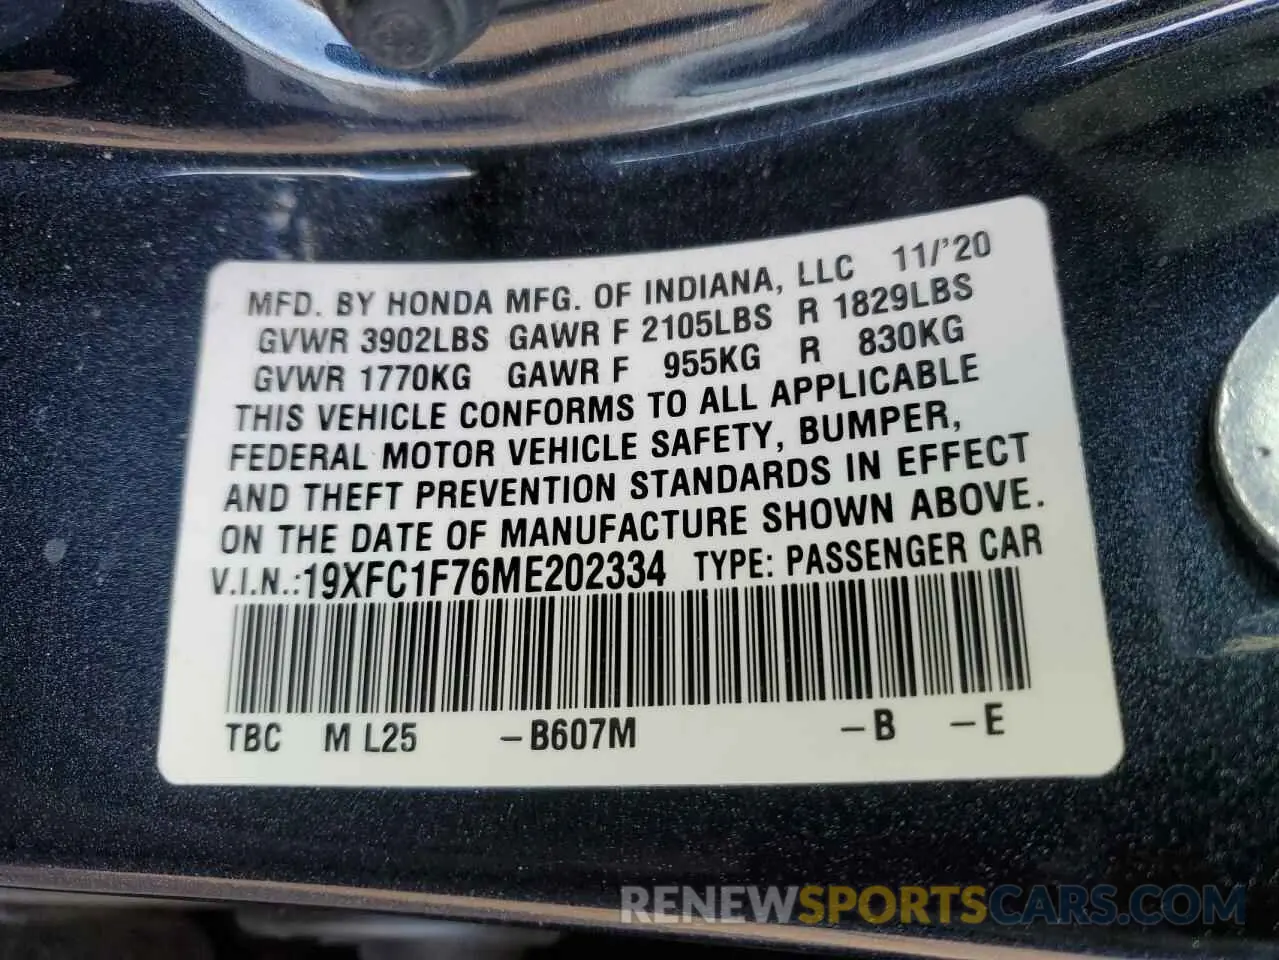 MFD. BY HONDA MFG. OF INDIANA, LLC 11/'20
GVWR 3902LBS GAWR F 2105LBS R 1829LBS
GVWR 1770KG GAWR F 955KG R 830KG
THIS VEHICLE CONFORMS TO ALL APPLICABLE
FEDERAL MOTOR VEHICLE SAFETY, BUMPER,
AND THEFT PREVENTION STANDARDS IN EFFECT
ON THE DATE OF MANUFACTURE SHOWN ABOVE.
V.I.N.:19XFC1F76ME202334 TYPE: PASSENGER CAR
TBC M L25 –B607M –B –E
RENEWSPORTSCARS.COM